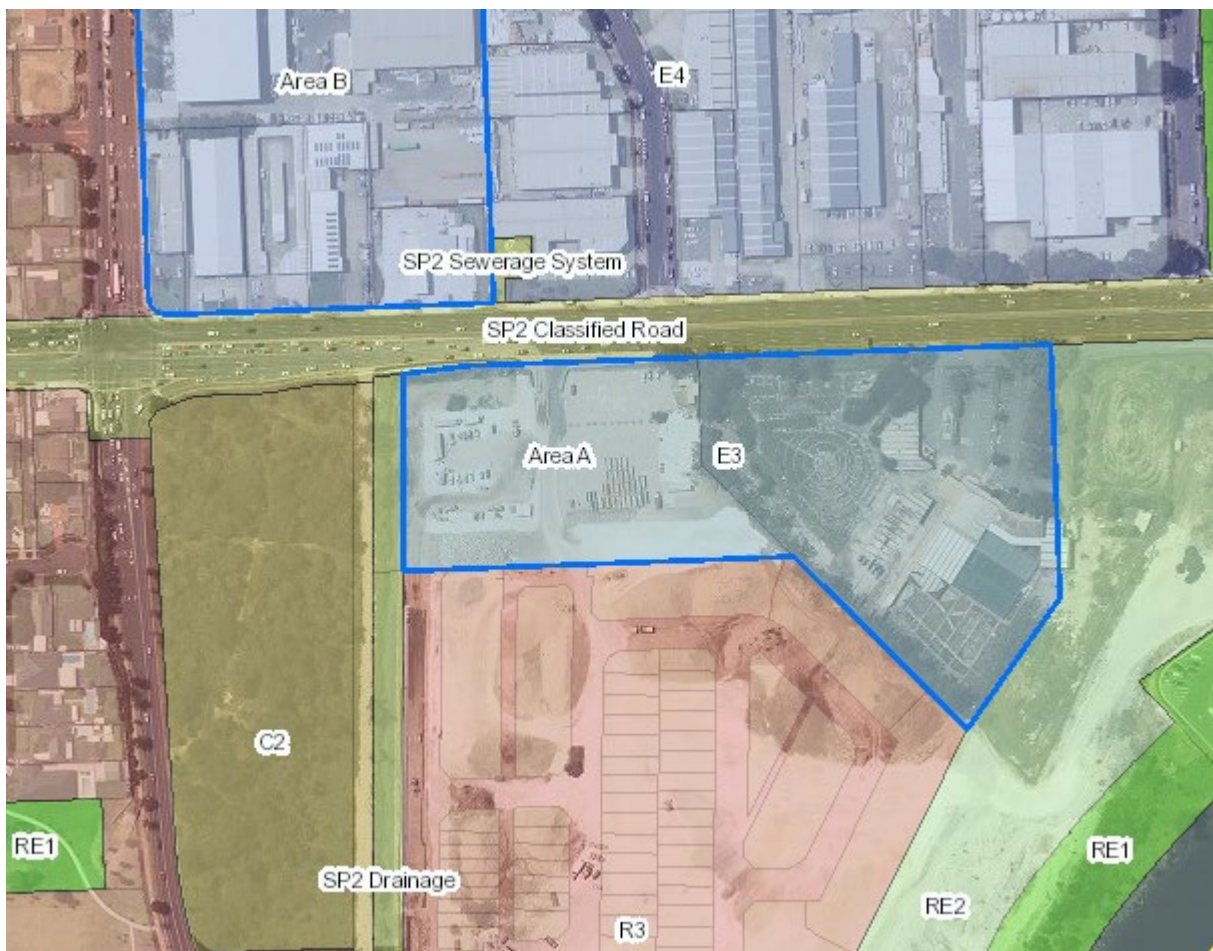 E4
Area B
SP2 Sewerage System
SP2 Classified Road
Area A
E3
C2
RE1
RE1
SP2 Drainage
RE2
R3